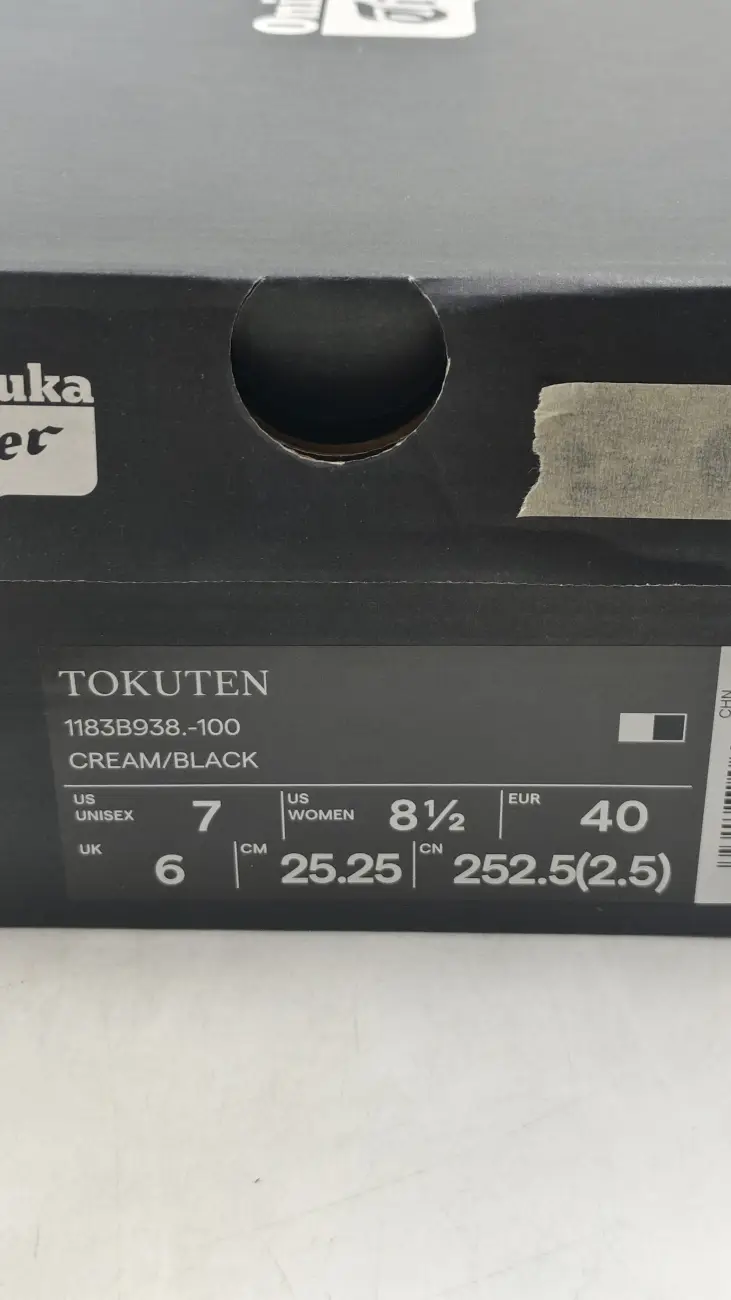 uka
er
TOKUTEN
1183B938.-100
CREAM/BLACK
US UNISEX 7 US WOMEN 8½ EUR 40
UK 6 CM 25.25 CN 252.5(2.5)
CHN